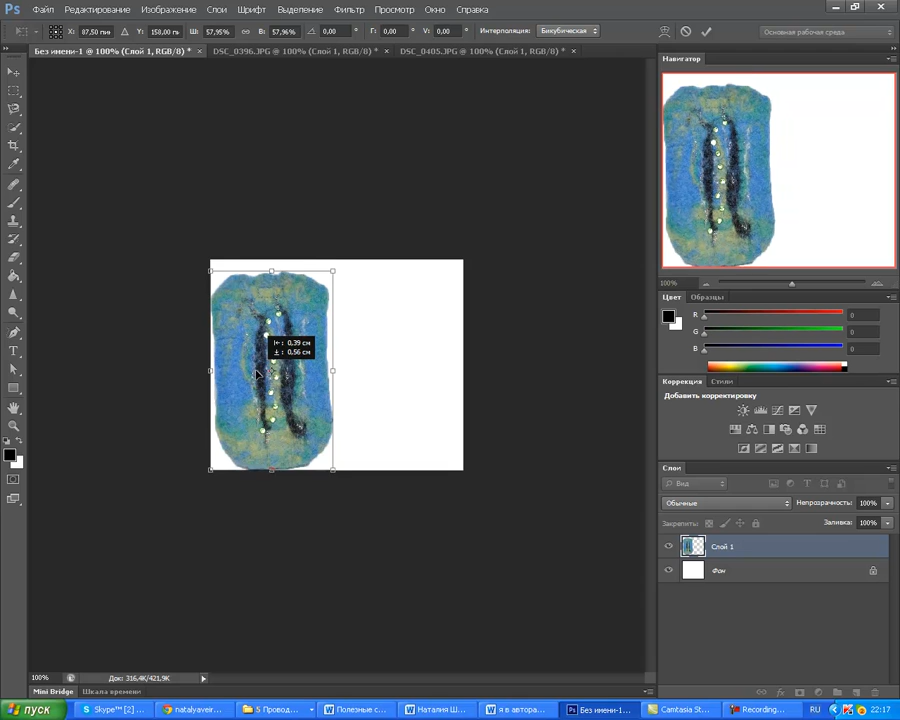 Ps Файл Редактирование Изображение Слои Шрифт Выделение Фильтр Просмотр Окно Справка
X: 87,50 пикс Y: 158,00 пи Ш: 57,95% В: 57,96% 0,00 ° Г: 0,00 ° V: 0,00 ° Интерполяция: Бикубическая Основная рабочая среда
Без имени-1 @ 100% (Слой 1, RGB/8) * × DSC_0396.JPG @ 100% (Слой 1, RGB/8) * × DSC_0405.JPG @ 100% (Слой 1, RGB/8) * ×
Навигатор
100%
Цвет Образцы
R 0
G 0
B 0
0,39 см
0,56 см
Коррекция Стили
Добавить корректировку
Слои
Вид
Обычные Непрозрачность: 100%
Закрепить: Заливка: 100%
Слой 1
Фон
100% Док: 316,4K/421,9K
Mini Bridge Шкала времени
пуск Skype™ [2] ... natalyaveir... 5 Провод... Полезные с... Наталия Ш... я в автора... Без имени-1... Camtasia St... Recording... RU 22:17